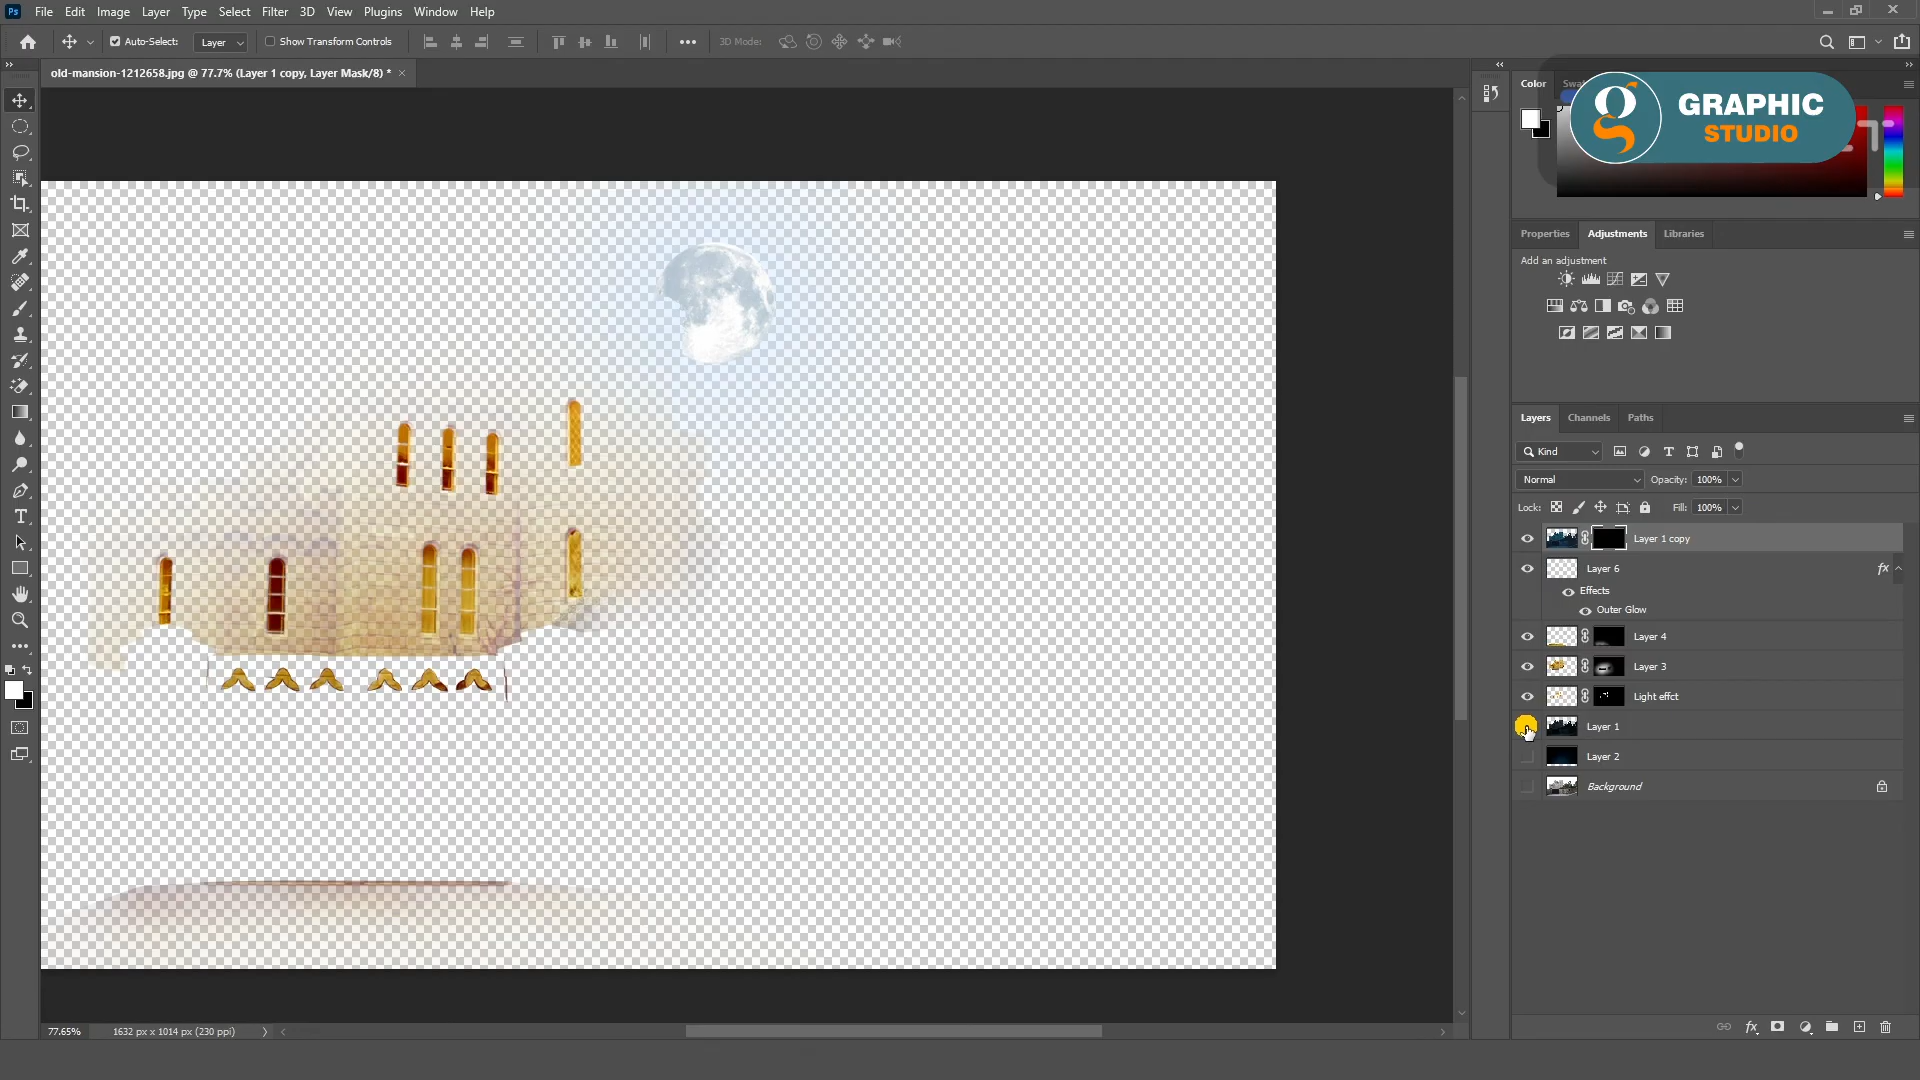 Ps File Edit Image Layer Type Select Filter 3D View Plugins Window Help
Auto-Select: Layer Show Transform Controls 3D Mode:
old-mansion-1212658.jpg @ 77.7% (Layer 1 copy, Layer Mask/8) *
Color
GRAPHIC
STUDIO
Properties Adjustments Libraries
Add an adjustment
Layers Channels Paths
Kind
Normal Opacity: 100%
Lock: Fill: 100%
Layer 1 copy
Layer 6 fx
Effects
Outer Glow
Layer 4
Layer 3
Light effct
Layer 1
Layer 2
Background
77.65% 1632 px x 1014 px (230 ppi)
fx